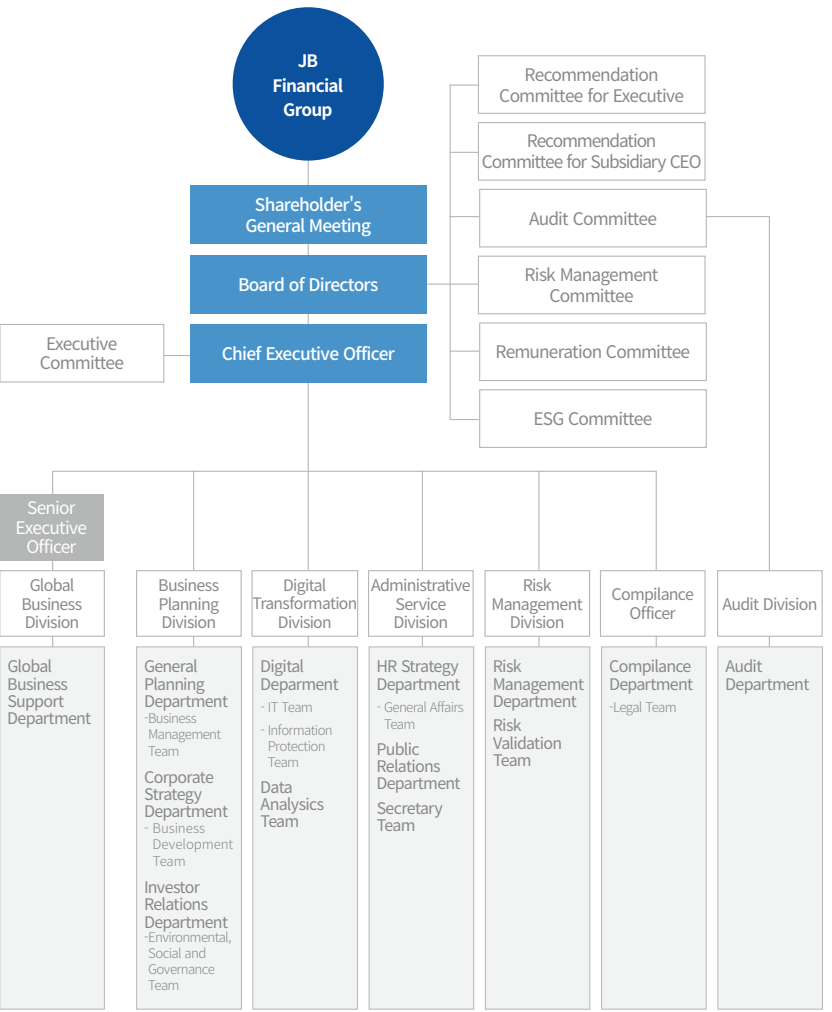 JB
Financial
Group
Recommendation
Committee for Executive
Recommendation
Committee for Subsidiary CEO
Shareholder's
General Meeting
Audit Committee
Board of Directors
Risk Management
Committee
Executive
Committee
Chief Executive Officer
Remuneration Committee
ESG Committee
Senior
Executive
Officer
Global
Business
Division
Business
Planning
Division
Digital
Transformation
Division
Administrative
Service
Division
Risk
Management
Division
Compilance
Officer
Audit Division
Global
Business
Support
Department
General
Planning
Department
-Business
Management
Team
Corporate
Strategy
Department
- Business
Development
Team
Investor
Relations
Department
-Environmental,
Social and
Governance
Team
Digital
Deparment
- IT Team
- Information
Protection
Team
Data
Analysics
Team
HR Strategy
Department
- General Affairs
Team
Public
Relations
Department
Secretary
Team
Risk
Management
Department
Risk
Validation
Team
Compilance
Department
-Legal Team
Audit
Department